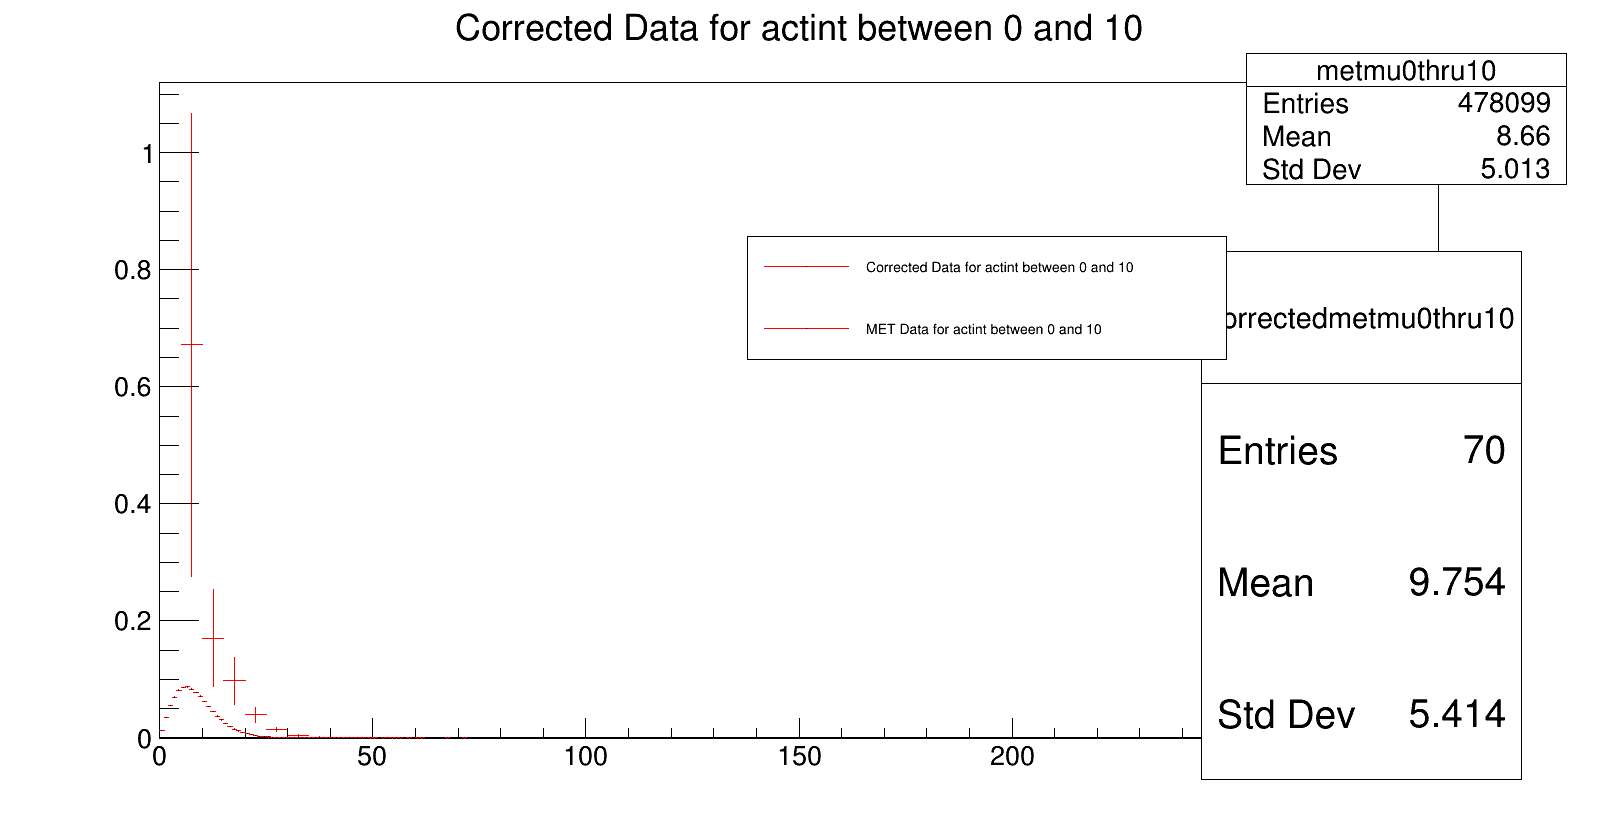 Corrected Data for actint between 0 and 10
metmu0thru10
Entries 478099
Mean 8.66
Std Dev 5.013
1
0.8
0.6
0.4
0.2
0
Corrected Data for actint between 0 and 10
MET Data for actint between 0 and 10
orrectedmetmu0thru10
Entries 70
Mean 9.754
Std Dev 5.414
0 50 100 150 200